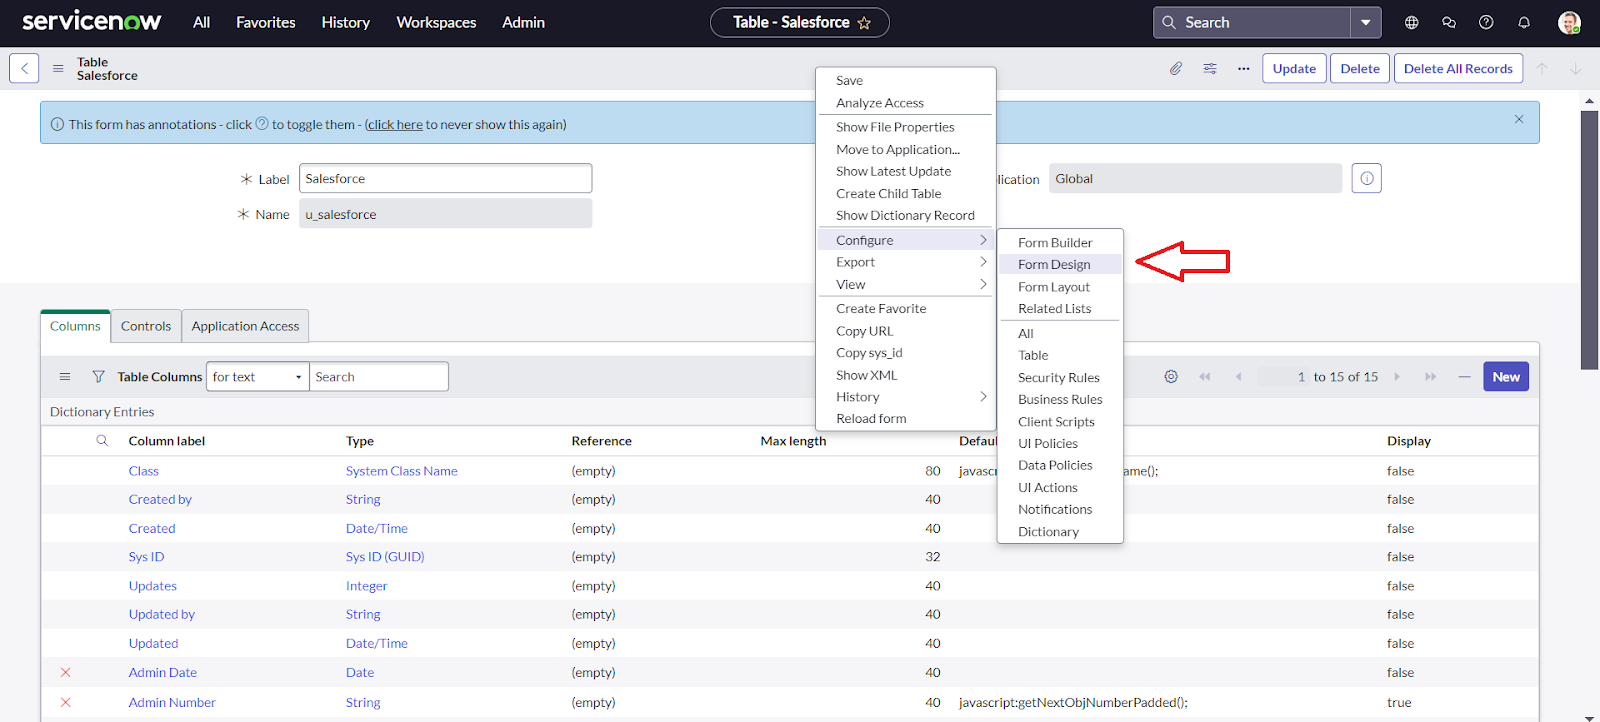 servicenow All Favorites History Workspaces Admin Table - Salesforce Search
Table
Salesforce
Update Delete Delete All Records
This form has annotations - click ? to toggle them - (click here to never show this again)
Label Salesforce
Name u_salesforce
lication Global
Save
Analyze Access
Show File Properties
Move to Application...
Show Latest Update
Create Child Table
Show Dictionary Record
Configure
Export
View
Create Favorite
Copy URL
Copy sys_id
Show XML
History
Reload form
Form Builder
Form Design
Form Layout
Related Lists
All
Table
Security Rules
Business Rules
Client Scripts
UI Policies
Data Policies
UI Actions
Notifications
Dictionary
Columns Controls Application Access
Table Columns for text Search 1 to 15 of 15 New
Dictionary Entries
Column label Type Reference Max length Defau Display
Class System Class Name (empty) 80 javasc ame(); false
Created by String (empty) 40 false
Created Date/Time (empty) 40 false
Sys ID Sys ID (GUID) (empty) 32 false
Updates Integer (empty) 40 false
Updated by String (empty) 40 false
Updated Date/Time (empty) 40 false
Admin Date Date (empty) 40 false
Admin Number String (empty) 40 javascript:getNextObjNumberPadded(); true